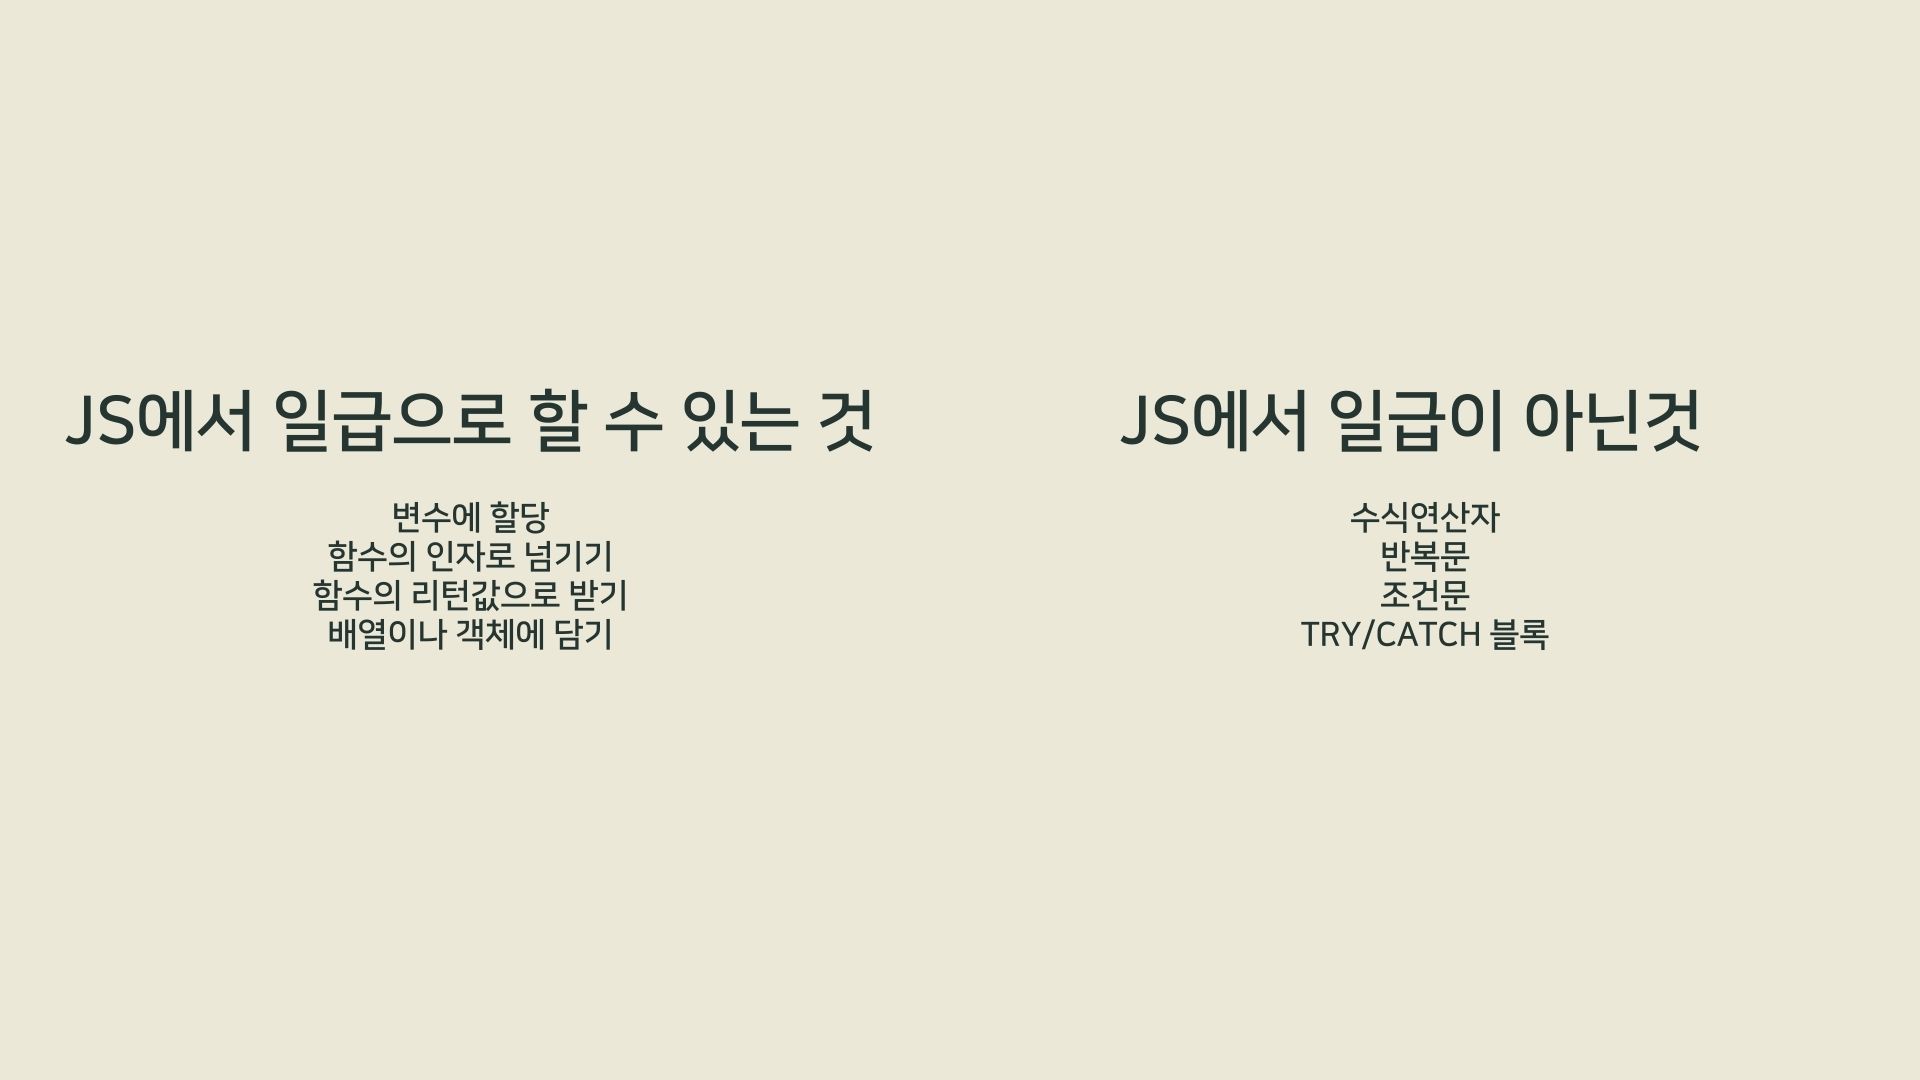 JS에서 일급으로 할 수 있는 것
변수에 할당
함수의 인자로 넘기기
함수의 리턴값으로 받기
배열이나 객체에 담기
JS에서 일급이 아닌것
수식연산자
반복문
조건문
TRY/CATCH 블록